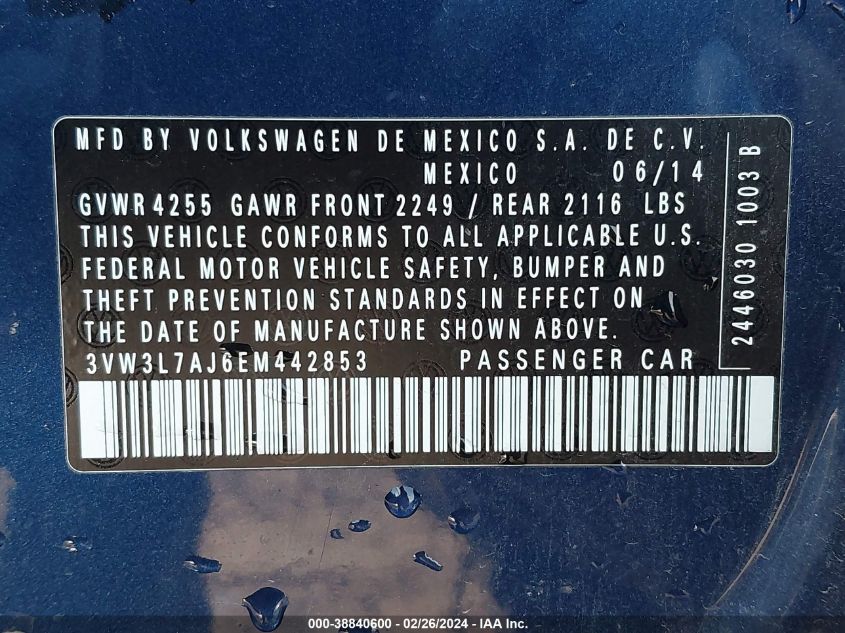 MFD BY VOLKSWAGEN DE MEXICO S.A. DE C.V.
MEXICO 06/14
GVWR 4255 GAWR FRONT 2249 / REAR 2116 LBS
THIS VEHICLE CONFORMS TO ALL APPLICABLE U.S.
FEDERAL MOTOR VEHICLE SAFETY, BUMPER AND
THEFT PREVENTION STANDARDS IN EFFECT ON
THE DATE OF MANUFACTURE SHOWN ABOVE.
3VW3L7AJ6EM442853 PASSENGER CAR
2446030 1003 B
000-38840600 - 02/26/2024 - IAA Inc.